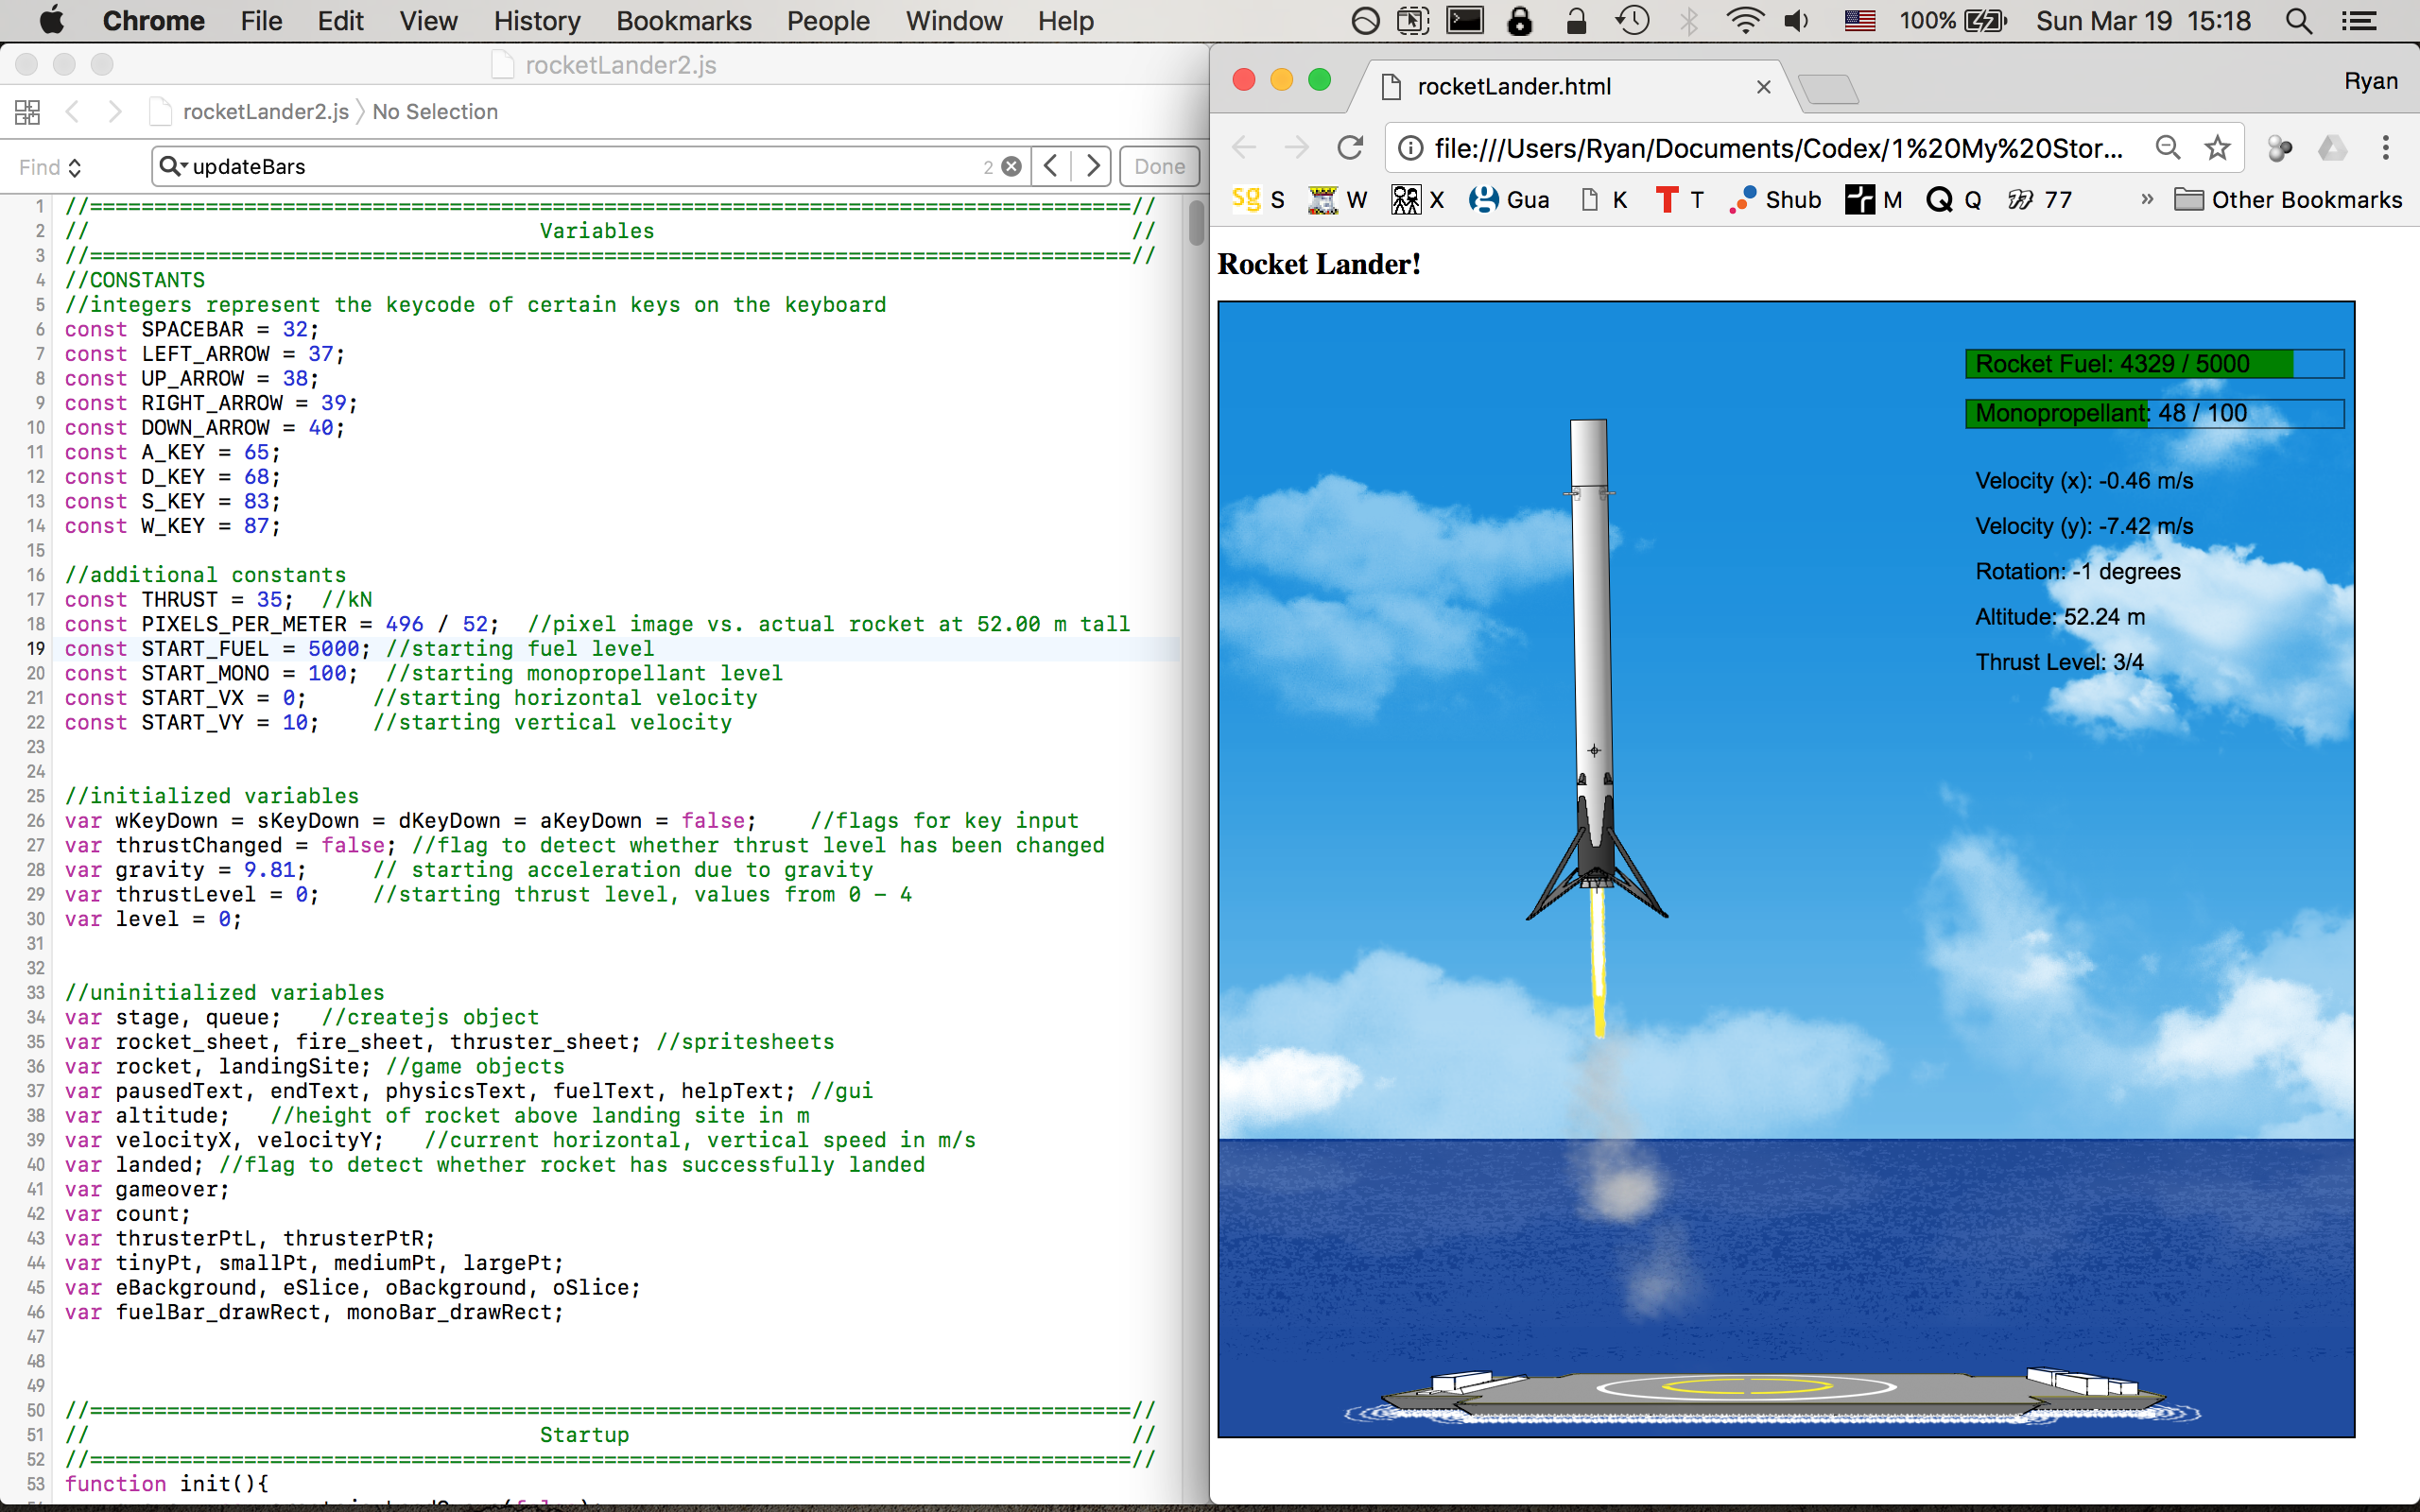 Chrome File Edit View History Bookmarks People Window Help 100% Sun Mar 19 15:18
rocketLander2.js
rocketLander2.js No Selection
Find updateBars 2 Done
1 //=================================================================================//
2 // Variables //
3 //=================================================================================//
4 //CONSTANTS
5 //integers represent the keycode of certain keys on the keyboard
6 const SPACEBAR = 32;
7 const LEFT_ARROW = 37;
8 const UP_ARROW = 38;
9 const RIGHT_ARROW = 39;
10 const DOWN_ARROW = 40;
11 const A_KEY = 65;
12 const D_KEY = 68;
13 const S_KEY = 83;
14 const W_KEY = 87;
15
16 //additional constants
17 const THRUST = 35; //kN
18 const PIXELS_PER_METER = 496 / 52; //pixel image vs. actual rocket at 52.00 m tall
19 const START_FUEL = 5000; //starting fuel level
20 const START_MONO = 100; //starting monopropellant level
21 const START_VX = 0; //starting horizontal velocity
22 const START_VY = 10; //starting vertical velocity
23
24
25 //initialized variables
26 var wKeyDown = sKeyDown = dKeyDown = aKeyDown = false; //flags for key input
27 var thrustChanged = false; //flag to detect whether thrust level has been changed
28 var gravity = 9.81; // starting acceleration due to gravity
29 var thrustLevel = 0; //starting thrust level, values from 0 - 4
30 var level = 0;
31
32
33 //uninitialized variables
34 var stage, queue; //createjs object
35 var rocket_sheet, fire_sheet, thruster_sheet; //spritesheets
36 var rocket, landingSite; //game objects
37 var pausedText, endText, physicsText, fuelText, helpText; //gui
38 var altitude; //height of rocket above landing site in m
39 var velocityX, velocityY; //current horizontal, vertical speed in m/s
40 var landed; //flag to detect whether rocket has successfully landed
41 var gameover;
42 var count;
43 var thrusterPtL, thrusterPtR;
44 var tinyPt, smallPt, mediumPt, largePt;
45 var eBackground, eSlice, oBackground, oSlice;
46 var fuelBar_drawRect, monoBar_drawRect;
47
48
49
50 //=================================================================================//
51 // Startup //
52 //=================================================================================//
53 function init(){
rocketLander.html Ryan
file:///Users/Ryan/Documents/Codex/1%20My%20Stor...
sg S W X Gua K T T Shub M Q Q 77 77 » Other Bookmarks
Rocket Lander!
Rocket Fuel: 4329 / 5000
Monopropellant: 48 / 100
Velocity (x): -0.46 m/s
Velocity (y): -7.42 m/s
Rotation: -1 degrees
Altitude: 52.24 m
Thrust Level: 3/4